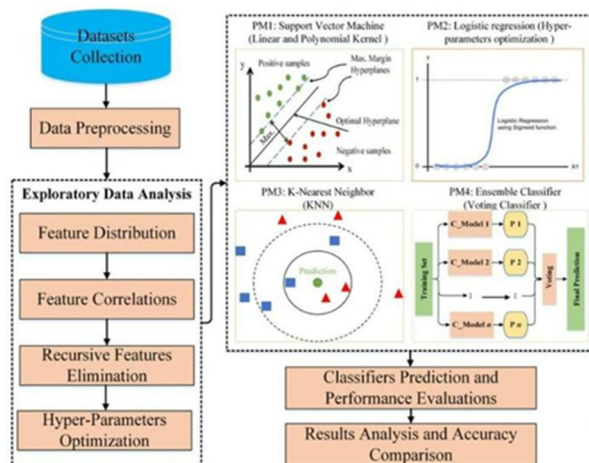 Datasets
Collection
Data Preprocessing
Exploratory Data Analysis
Feature Distribution
Feature Correlations
Recursive Features
Elimination
Hyper-Parameters
Optimization
PM1: Support Vector Machine
(Linear and Polynomial Kernel )
Positive samples
Max. Margin
Hyperplanes
y
Optimal Hyperplane
Max.
Negative samples
x
PM2: Logistic regression (Hyper-
parameters optimization )
Y
1
Logistic Regression
using Sigmoid function
0
X1
PM3: K-Nearest Neighbor
(KNN)
Prediction
PM4: Ensemble Classifier
(Voting Classifier )
Training Set
C_Model 1
P 1
C_Model 2
P 2
C_Model n
P n
Voting
Final Prediction
Classifiers Prediction and
Performance Evaluations
Results Analysis and Accuracy
Comparison